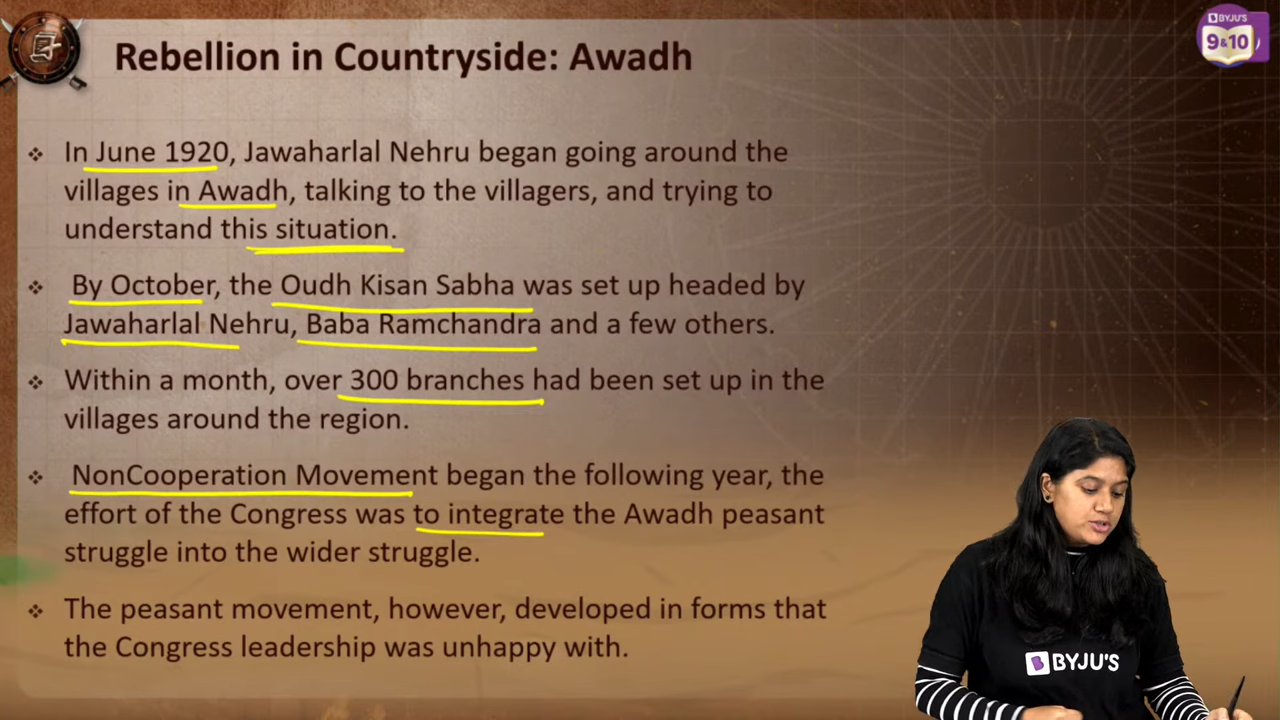 BYJU'S
9&10
Rebellion in Countryside: Awadh
❖ In June 1920, Jawaharlal Nehru began going around the
villages in Awadh, talking to the villagers, and trying to
understand this situation.
❖ By October, the Oudh Kisan Sabha was set up headed by
Jawaharlal Nehru, Baba Ramchandra and a few others.
❖ Within a month, over 300 branches had been set up in the
villages around the region.
❖ NonCooperation Movement began the following year, the
effort of the Congress was to integrate the Awadh peasant
struggle into the wider struggle.
❖ The peasant movement, however, developed in forms that
the Congress leadership was unhappy with.
BYJU'S